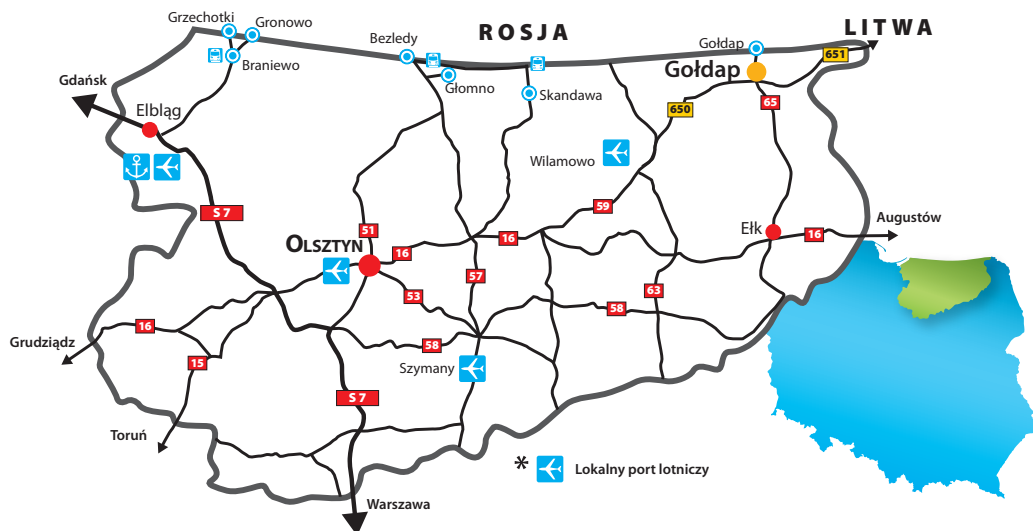 Grzechotki
Gronowo
ROSJA
LITWA
Bezledy
Gołdap
651
Braniewo
Gdańsk
Głomno
Gołdap
Skandawa
65
Elbląg
650
Wilamowo
S 7
59
51
Ełk
Augustów
OLSZTYN
16
16
16
57
53
63
58
16
Grudziądz
58
15
Szymany
S 7
Toruń
* Lokalny port lotniczy
Warszawa